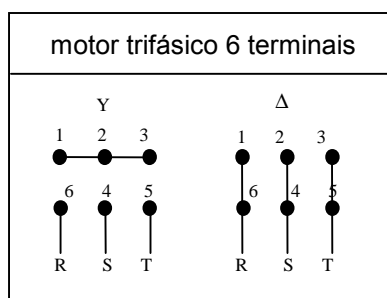 motor trifásico 6 terminais
Y Δ
1 2 3 1 2 3
6 4 5 6 4 5
R S T R S T